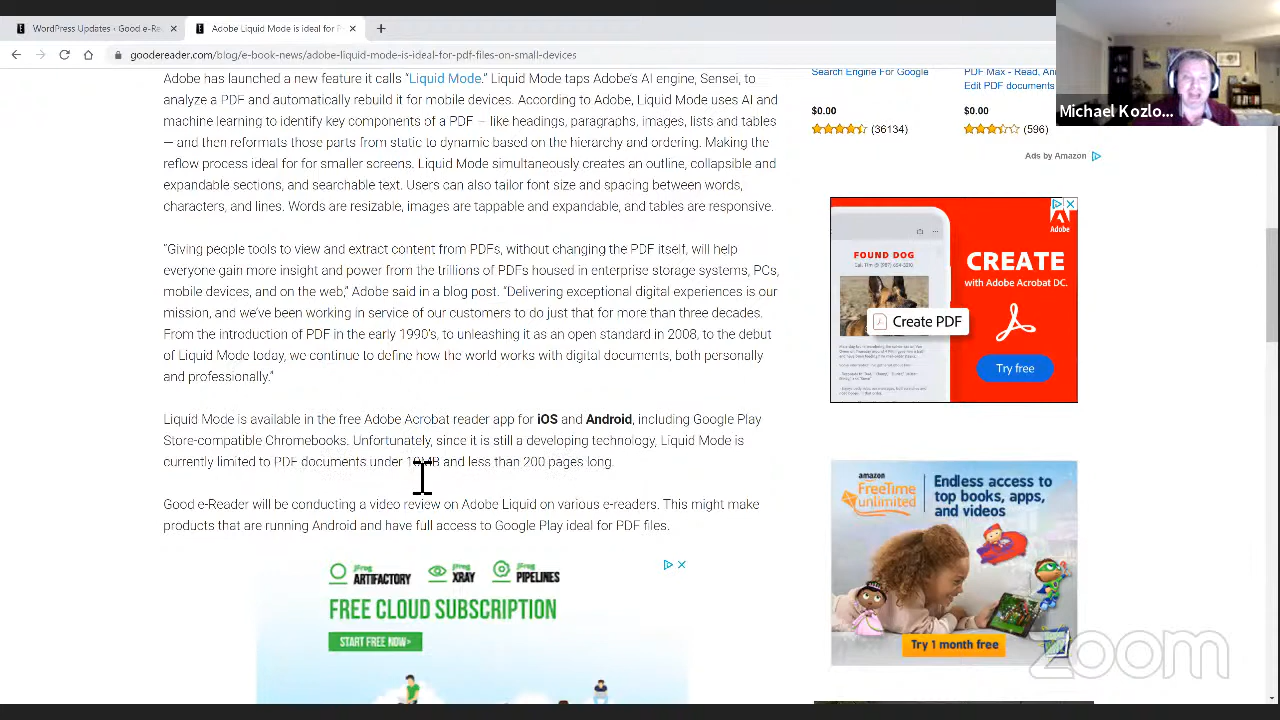 WordPress Updates - Good e-Re
Adobe Liquid Mode is ideal for P
goodereader.com/blog/e-book-news/adobe-liquid-mode-is-ideal-for-pdf-files-on-small-devices
Adobe has launched a new feature it calls “Liquid Mode.” Liquid Mode taps Adobe’s AI engine, Sensei, to
analyze a PDF and automatically rebuild it for mobile devices. According to Adobe, Liquid Mode uses AI and
machine learning to identify key content in a PDF, — like headings, paragraphs, images, lists and tables
— and then reformats those parts from static to dynamic based on the hierarchy and ordering. Making the
reflow process ideal for for smaller screens. Liquid Mode simultaneously creates an outline, collapsible and
expandable sections, and searchable text. Users can tailor font size and spacing between words,
characters, and lines. Words are scalable, images are tappable and expandable, and tables are responsive.
“Giving people tools to view and extract content from PDFs, without changing the PDF itself, will help
people gain more insight and power from the trillions of PDFs housed in internal storage systems, PCs,
mobile devices, and the web,” Adobe said in a blog post. “Delivering exceptional digital experiences is our
mission, and we’ve been working in service of our customers to do just that for more than three decades.
From the introduction of PDF in the early 1990’s, to unleashing it as an open standard in 2008, to the debut
of Liquid Mode today, we continue to define how the world works with digital documents, both personally
and professionally.”
Liquid Mode is available in the free Adobe Acrobat reader app for iOS and Android, including Google Play
Store-compatible Chromebooks. Unfortunately, since it is still a developing technology, Liquid Mode is
currently limited to PDF documents under and less than 200 pages long.
Good e-Reader will be doing a video review on Adobe Liquid on various e-readers. This might make
products that are running Android and have full access to Google Play ideal for PDF files.
JFrog ARTIFACTORY
JFrog XRAY
JFrog PIPELINES
FREE CLOUD SUBSCRIPTION
START FREE NOW>
Search Engine For Google
PDF Max - Read, An
Edit PDF documents
$0.00
$0.00
(36134)
(596)
Ads by Amazon
Adobe
FOUND DOG
CREATE
with Adobe Acrobat DC.
Create PDF
Try free
amazon
FreeTime
unlimited
Endless access to
top books, apps,
and videos
Try 1 month free
zoom
Michael Kozlo...